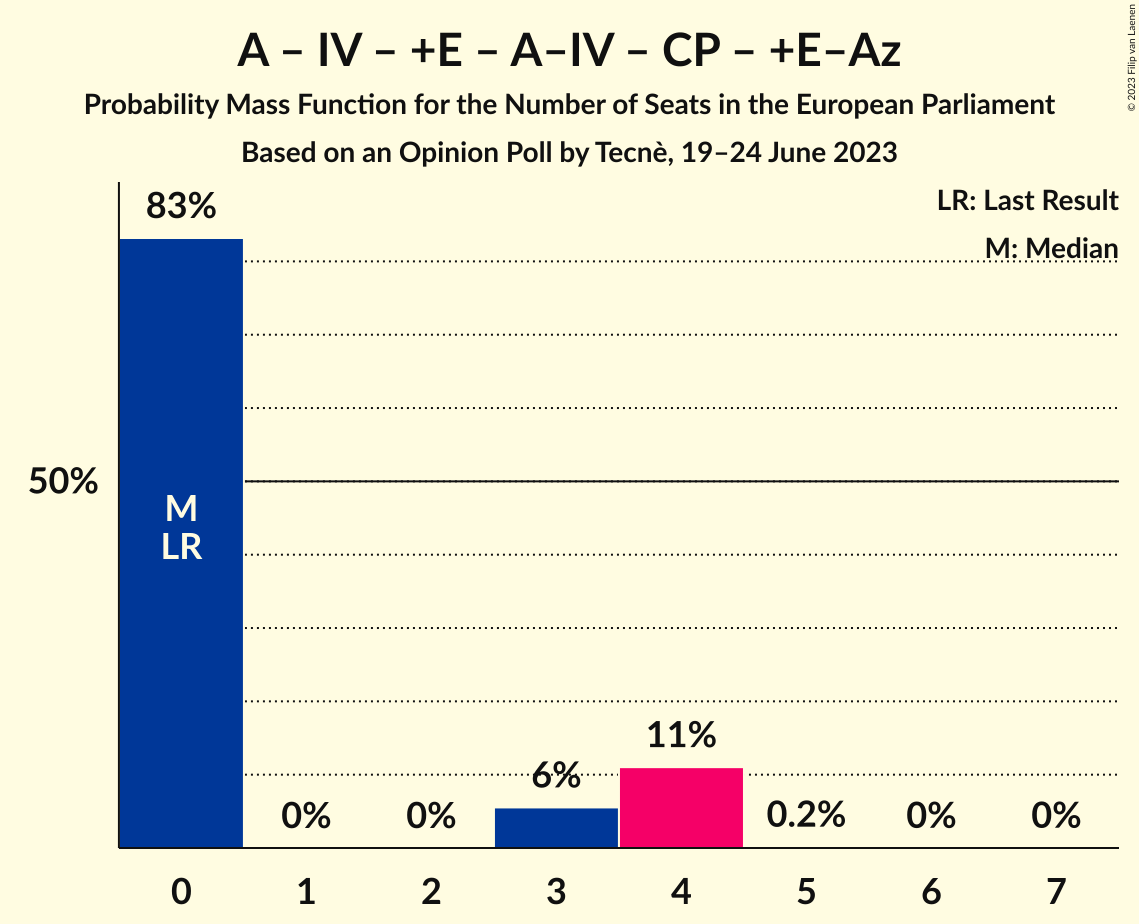 A – IV – +E – A–IV – CP – +E–Az
Probability Mass Function for the Number of Seats in the European Parliament
Based on an Opinion Poll by Tecnè, 19–24 June 2023
© 2023 Filip van Laenen
LR: Last Result
M: Median
83%
50%
M
LR
0%
0%
6%
11%
0.2%
0%
0%
0
1
2
3
4
5
6
7